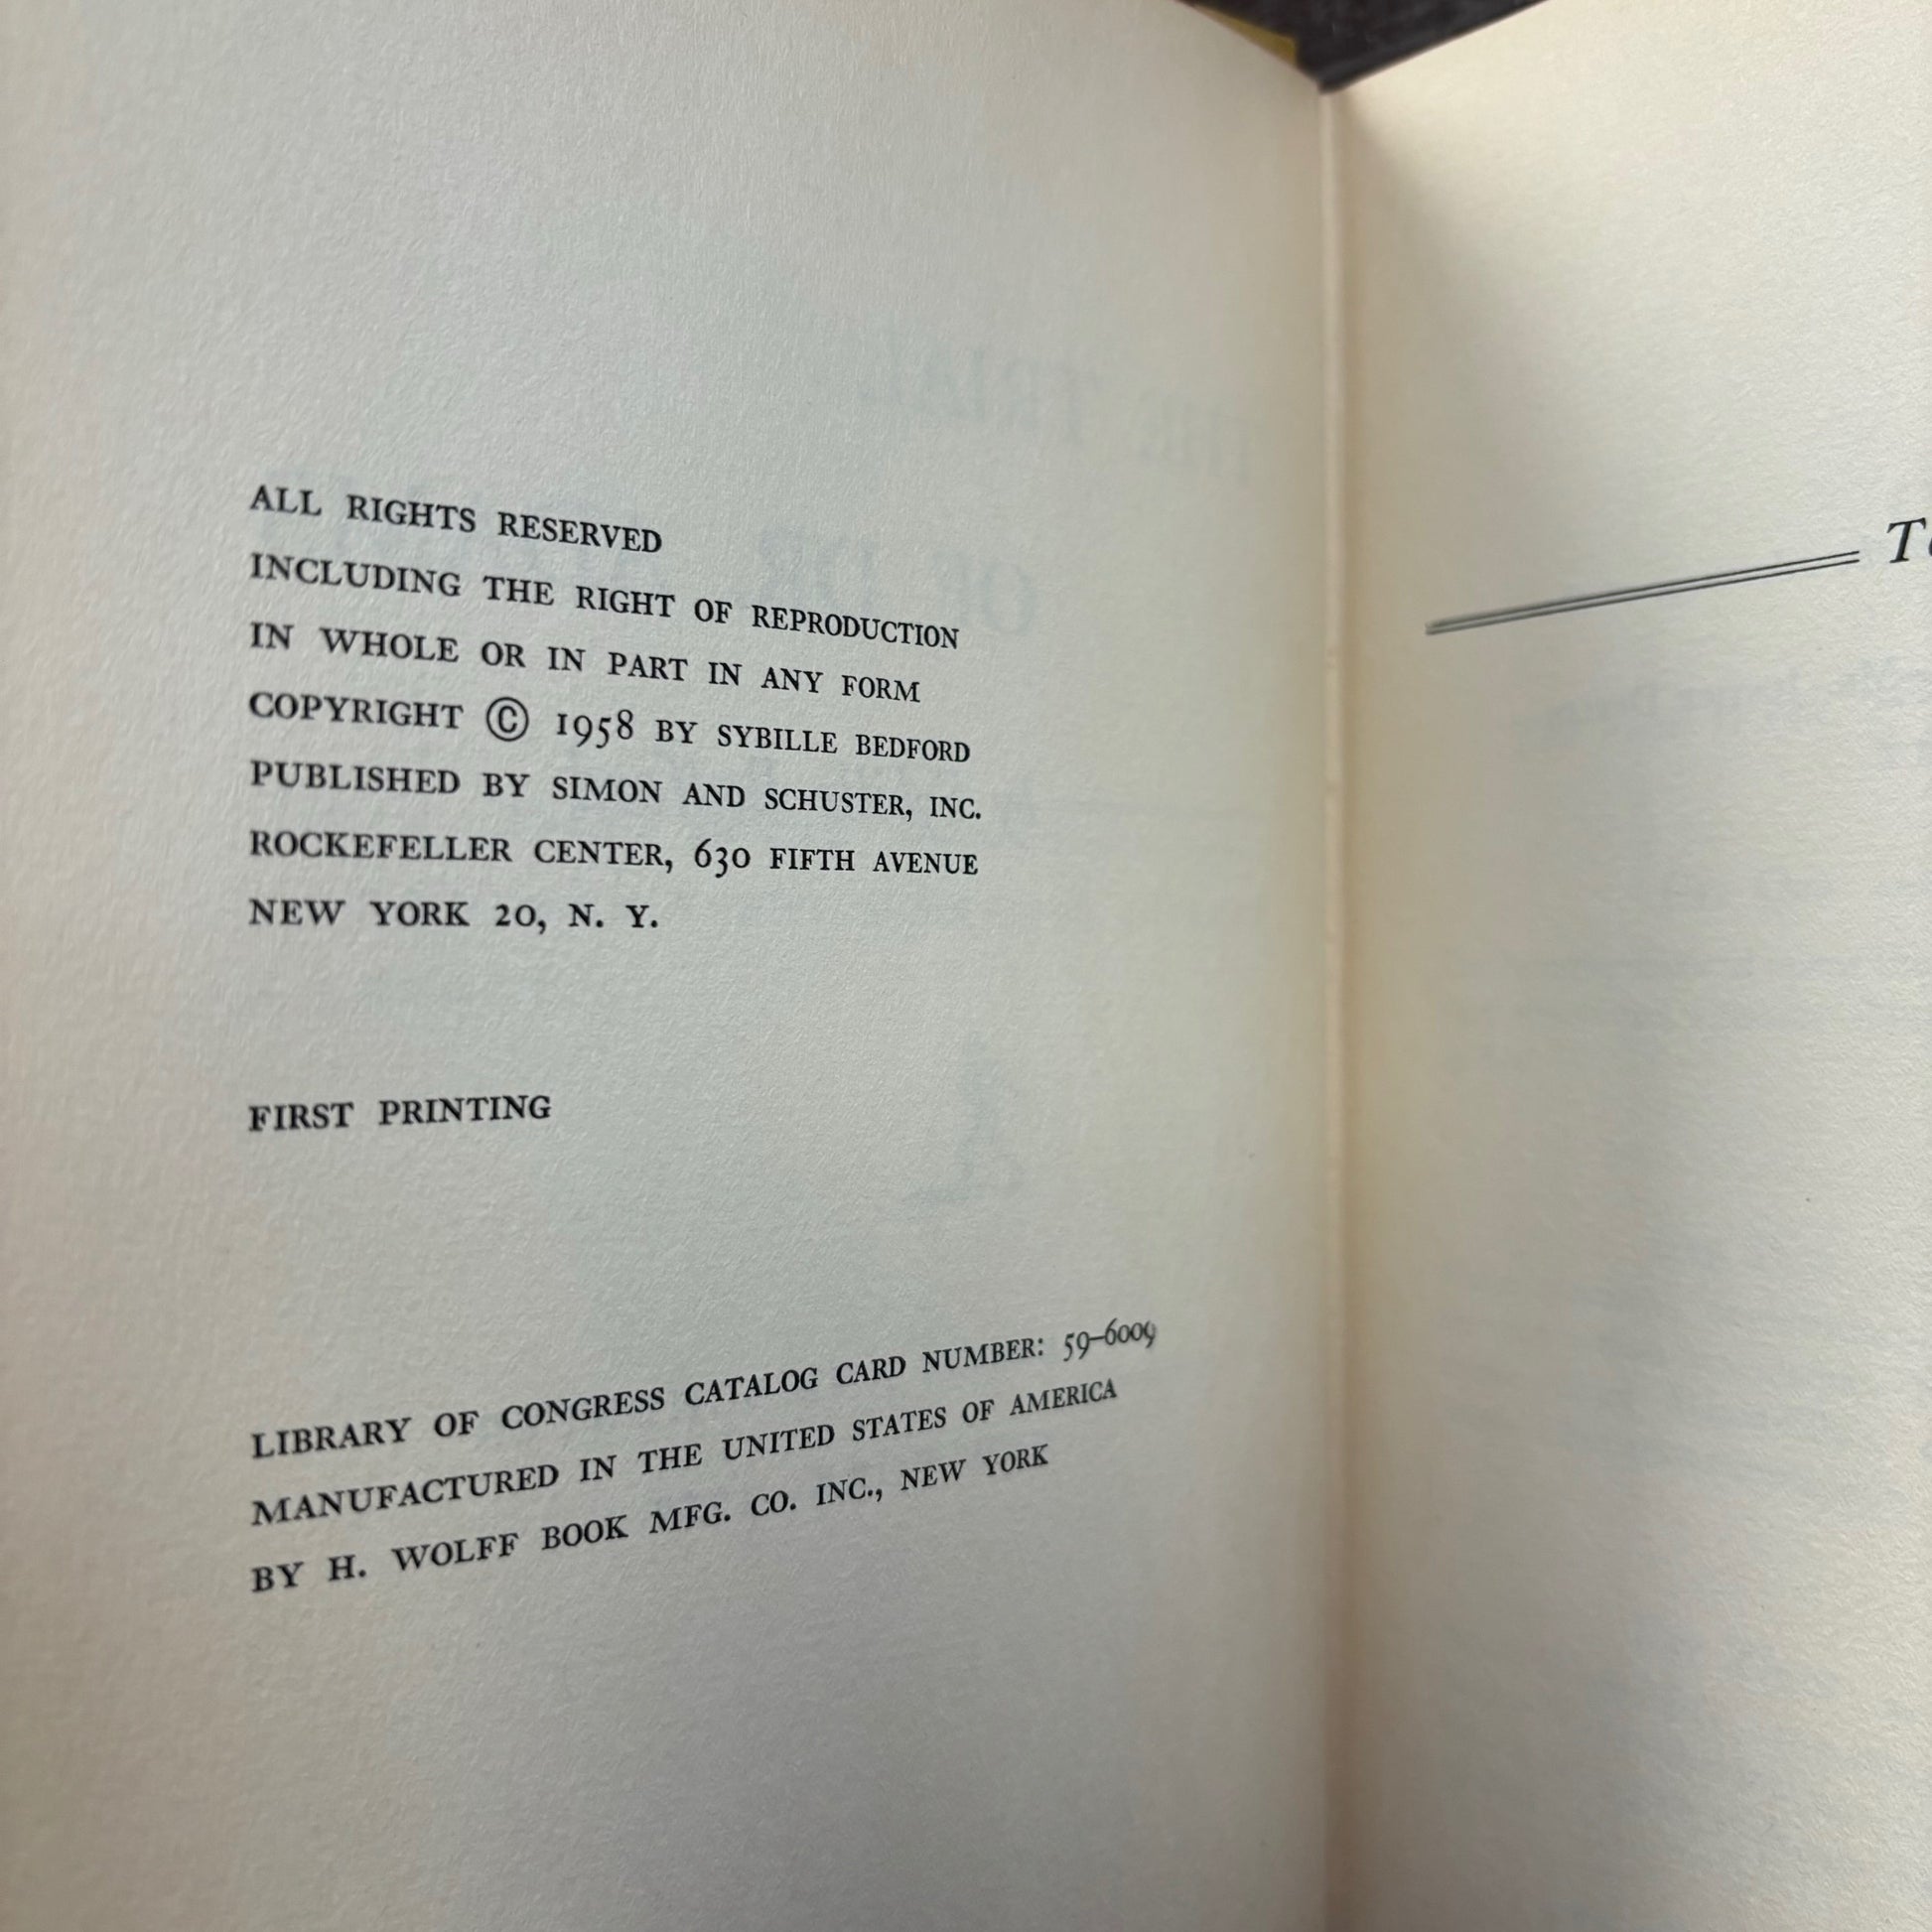 ALL RIGHTS RESERVED
INCLUDING THE RIGHT OF REPRODUCTION
IN WHOLE OR IN PART IN ANY FORM
COPYRIGHT © 1958 BY SYBILLE BEDFORD
PUBLISHED BY SIMON AND SCHUSTER, INC.
ROCKEFELLER CENTER, 630 FIFTH AVENUE
NEW YORK 20, N. Y.
FIRST PRINTING
LIBRARY OF CONGRESS CATALOG CARD NUMBER: 59–6009
MANUFACTURED IN THE UNITED STATES OF AMERICA
BY H. WOLFF BOOK MFG. CO. INC., NEW YORK